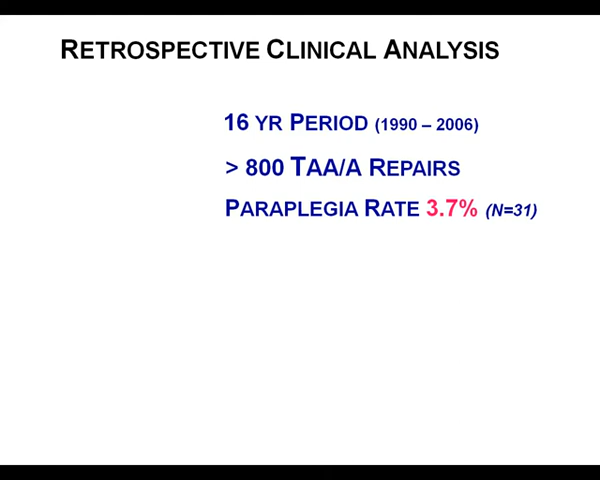 RETROSPECTIVE CLINICAL ANALYSIS
16 YR PERIOD (1990 – 2006)
> 800 TAA/A REPAIRS
PARAPLEGIA RATE 3.7% (N=31)